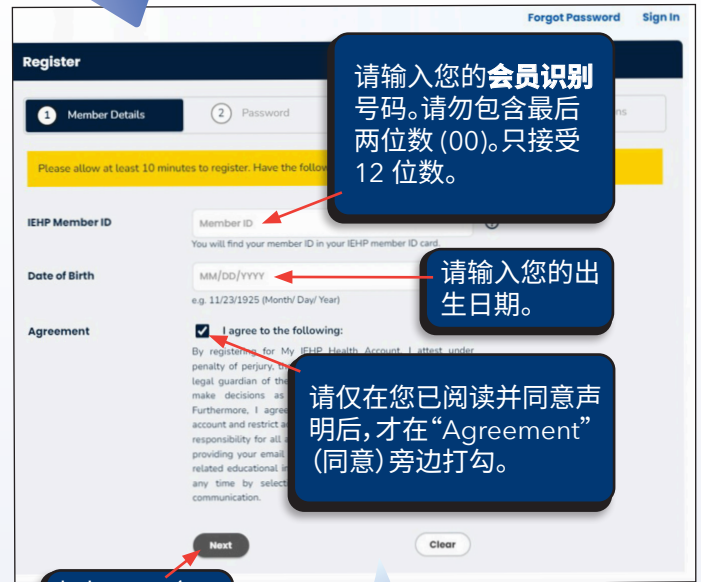 Forgot Password Sign In
Register
1 Member Details 2 Password
Please allow at least 10 minutes to register. Have the
请输入您的会员识别
号码。请勿包含最后
两位数 (00)。只接受
12 位数。
IEHP Member ID
Member ID
You will find your member ID in your IEHP member ID card.
Date of Birth
MM/DD/YYYY
e.g. 11/23/1925 (Month/ Day/ Year)
请输入您的出
生日期。
Agreement
I agree to the following:
By registering for My IEHP Health Account, I attest under
penalty of perjury,
legal guardian of the
make decisions as
Furthermore, I agree
account and restrict
responsibility for all
providing your email
related educational
any time by
communication.
请仅在您已阅读并同意声
明后,才在“Agreement”
(同意) 旁边打勾。
Next Clear